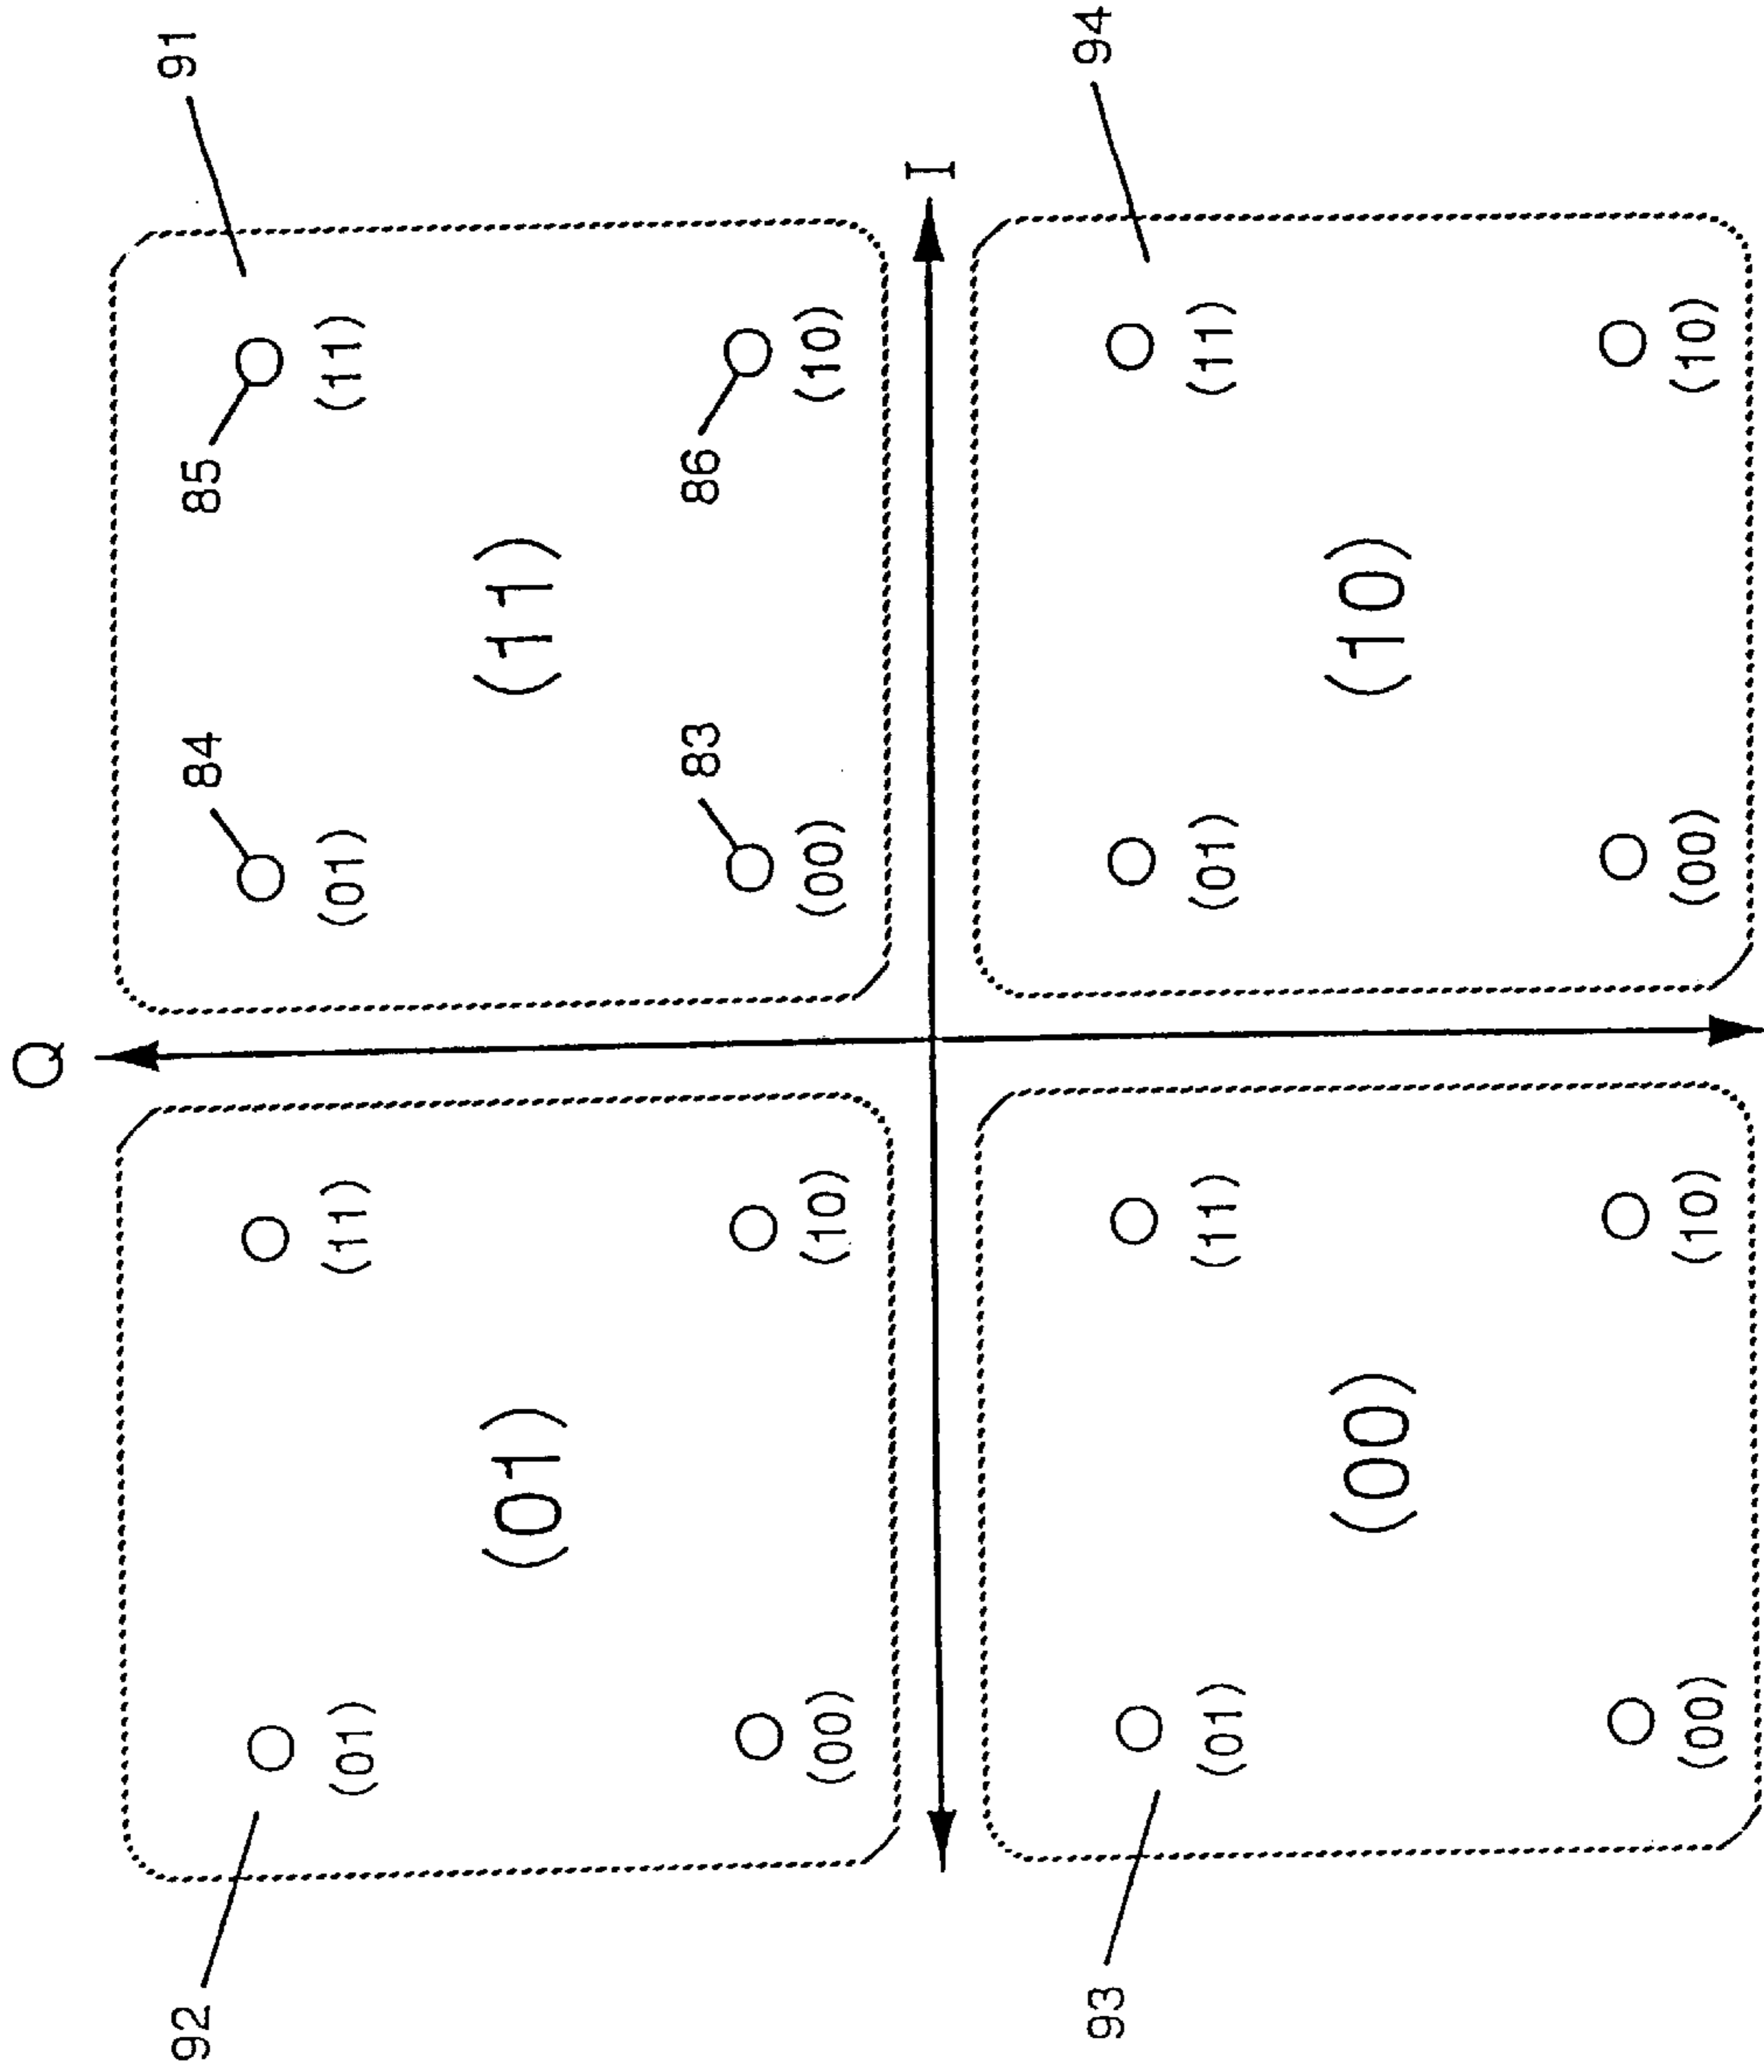 Q
92 84 85 91
(01) (11) (01) (11)
(01) (11)
83 86
(00) (10) (00) (10)
I
93 94
(01) (11) (01) (11)
(00) (10)
(00) (10) (00) (10)